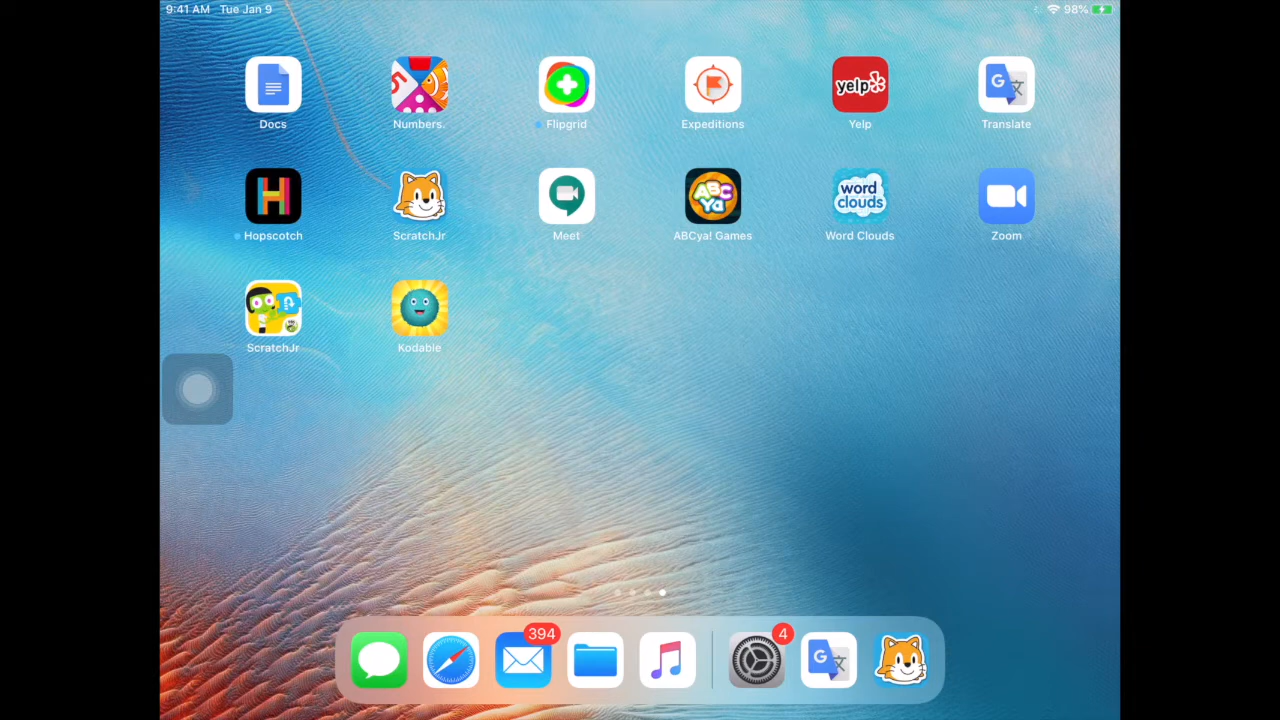 9:41 AM Tue Jan 9 98%
Docs Numbers. Flipgrid Expeditions Yelp Translate
yelp G
Hopscotch ScratchJr Meet ABCya! Games Word Clouds Zoom
H ABC Ya word clouds
ScratchJr Kodable
394 4
G